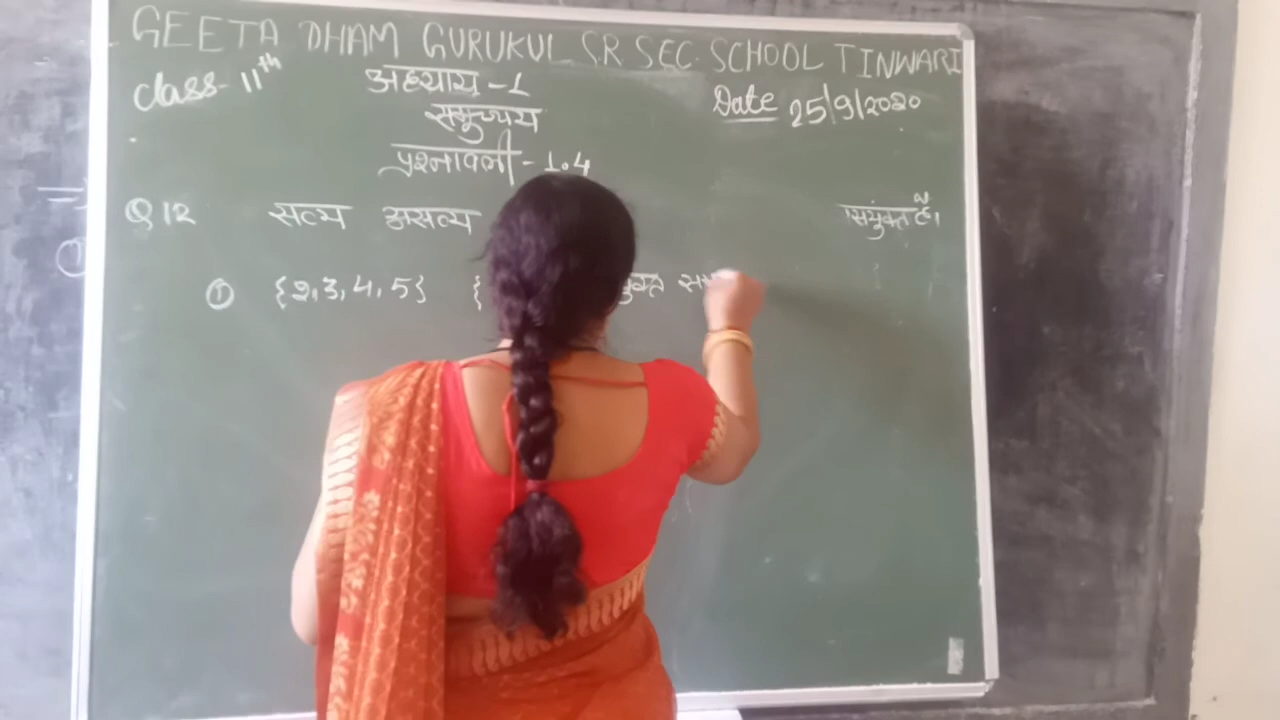 GEETA DHAM GURUKUL SR SEC. SCHOOL TINWARI
class - 11th अध्याय - 1 Date 25/9/2020
समुच्चय
प्रश्नावली - 1.4
Q 12 सत्य असत्य संयुक्त है।
① {2,3,4,5} {